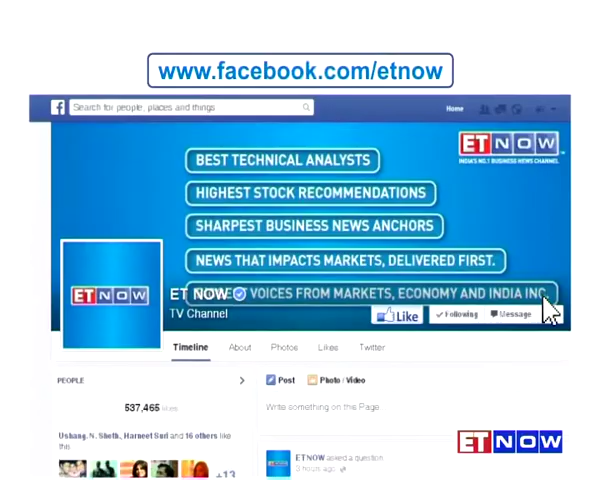 www.facebook.com/etnow
Search for people, places and things
Home
ET NOW
INDIA'S NO.1 BUSINESS NEWS CHANNEL
BEST TECHNICAL ANALYSTS
HIGHEST STOCK RECOMMENDATIONS
SHARPEST BUSINESS NEWS ANCHORS
NEWS THAT IMPACTS MARKETS, DELIVERED FIRST.
VOICES FROM MARKETS, ECONOMY AND INDIA INC.
ET NOW
ET NOW
TV Channel
Like
Following
Message
Timeline About Photos Likes Twitter
PEOPLE
537,465 likes
Ushang. N. Sheth, Harneet Suri and 16 others like
this
+13
Post Photo / Video
Write something on this Page
ETNOW asked a question
3 hours ago
ET NOW